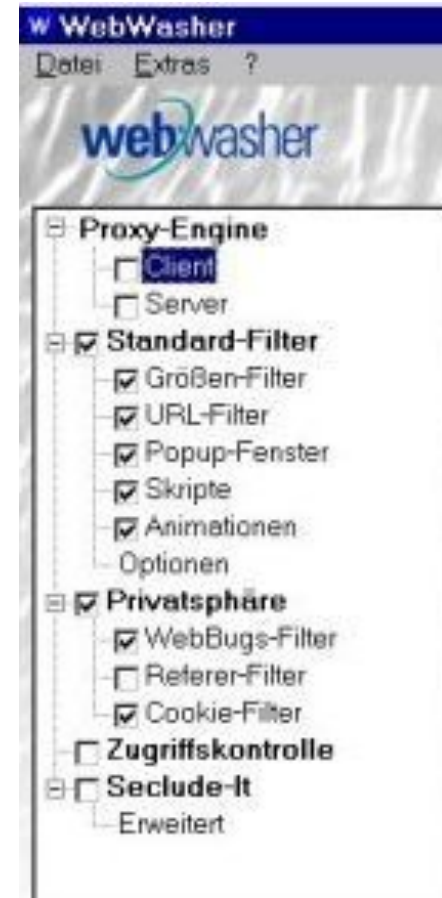 W WebWasher
Datei Extras ?
webwasher
Proxy-Engine
Client
Server
Standard-Filter
Größen-Filter
URL-Filter
Popup-Fenster
Skripte
Animationen
Optionen
Privatsphäre
WebBugs-Filter
Referer-Filter
Cookie-Filter
Zugriffskontrolle
Seclude-It
Erweitert